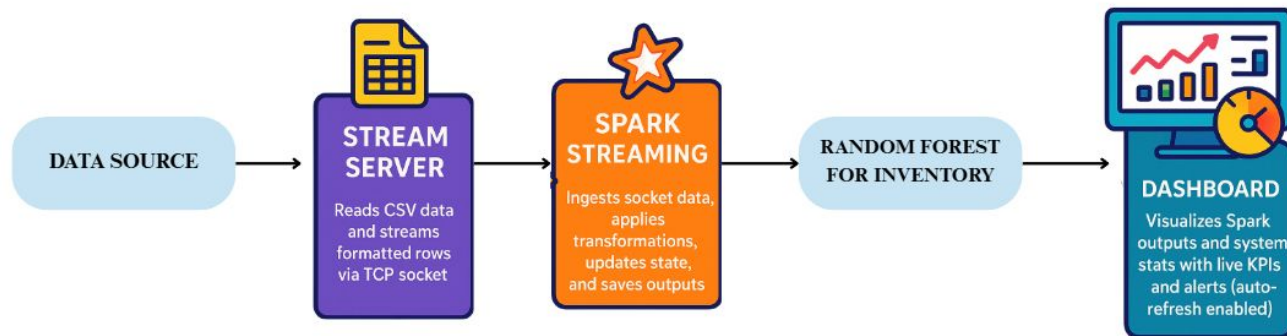 DATA SOURCE
STREAM
SERVER
Reads CSV data
and streams
formatted rows
via TCP socket
SPARK
STREAMING
Ingests socket data,
applies
transformations,
updates state,
and saves outputs
RANDOM FOREST
FOR INVENTORY
DASHBOARD
Visualizes Spark
outputs and system
stats with live KPIs
and alerts (auto-
refresh enabled)